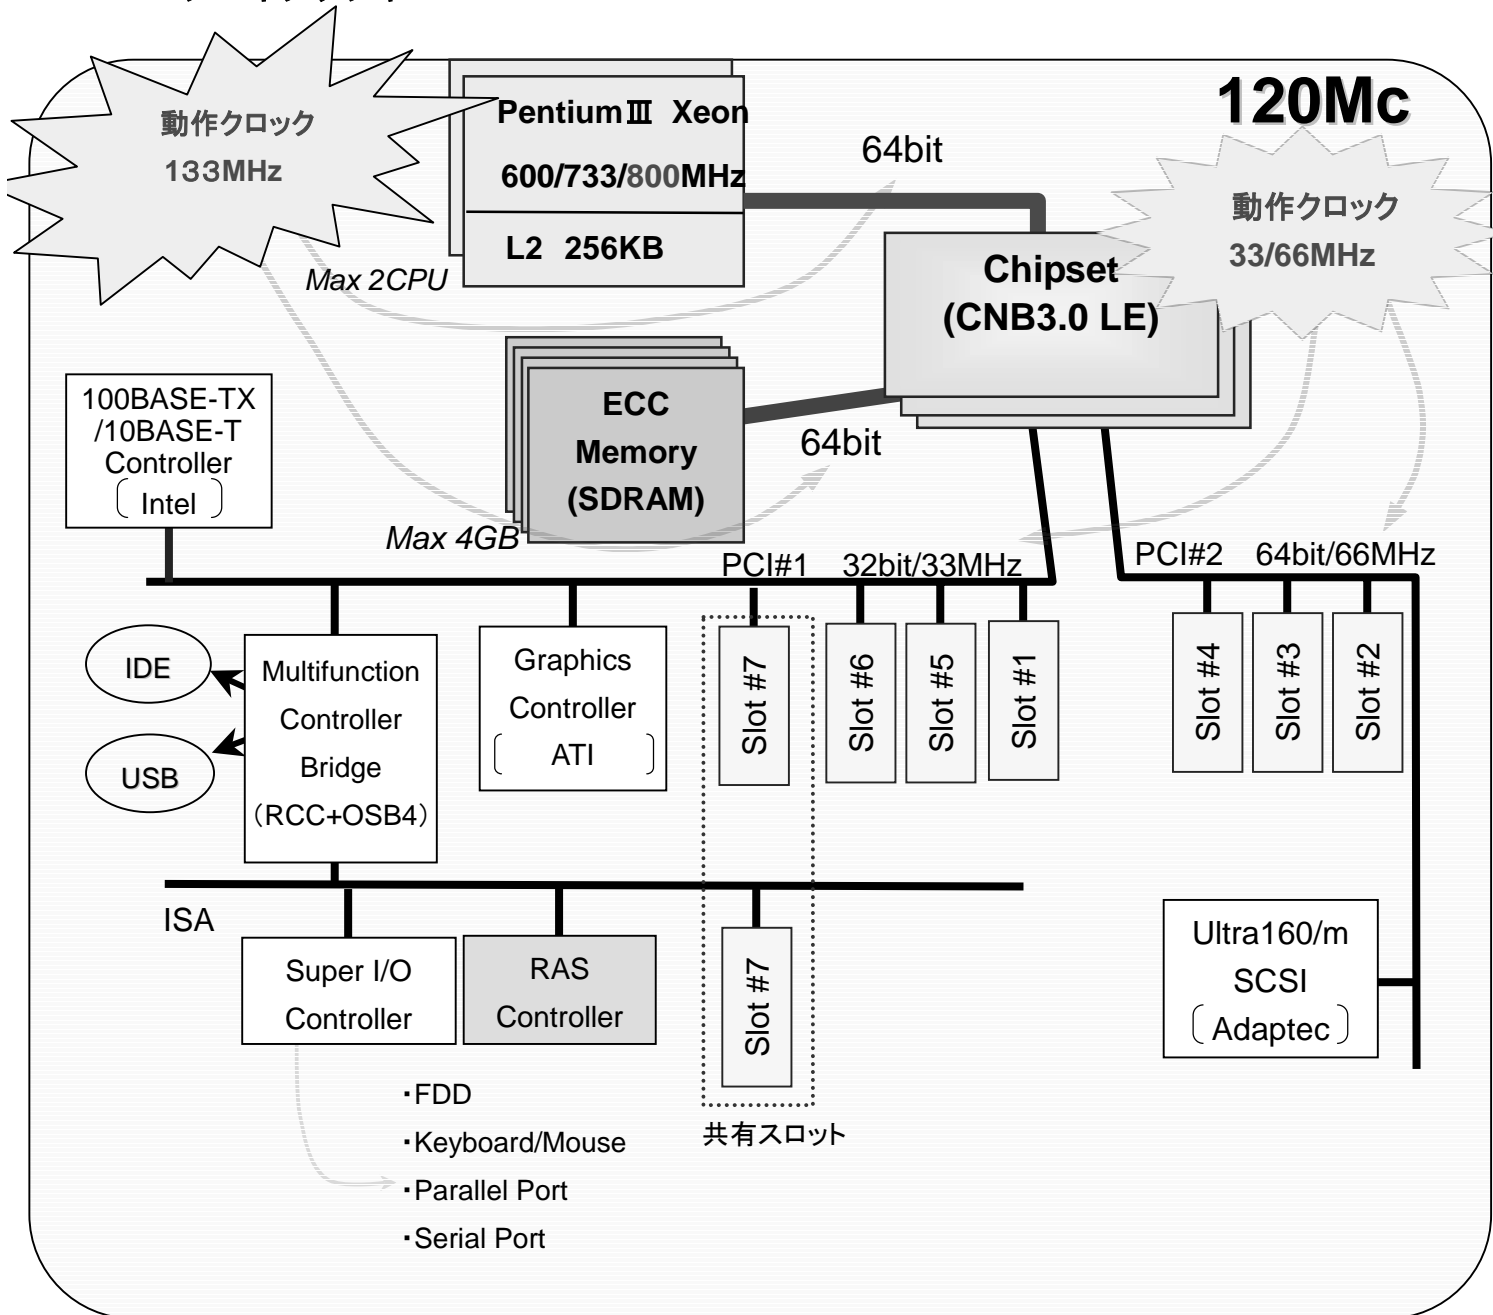 120Mc
動作クロック
133MHz
PentiumⅢ Xeon
600/733/800MHz
L2 256KB
Max 2CPU
64bit
動作クロック
33/66MHz
Chipset
(CNB3.0 LE)
100BASE-TX
/10BASE-T
Controller
Intel
ECC
Memory
(SDRAM)
Max 4GB
64bit
PCI#1 32bit/33MHz
PCI#2 64bit/66MHz
IDE
USB
Multifunction
Controller
Bridge
（RCC+OSB4）
Graphics
Controller
ATI
Slot #7
Slot #6
Slot #5
Slot #1
Slot #4
Slot #3
Slot #2
ISA
Super I/O
Controller
RAS
Controller
Slot #7
Ultra160/m
SCSI
Adaptec
・FDD
・Keyboard/Mouse
・Parallel Port
・Serial Port
共有スロット